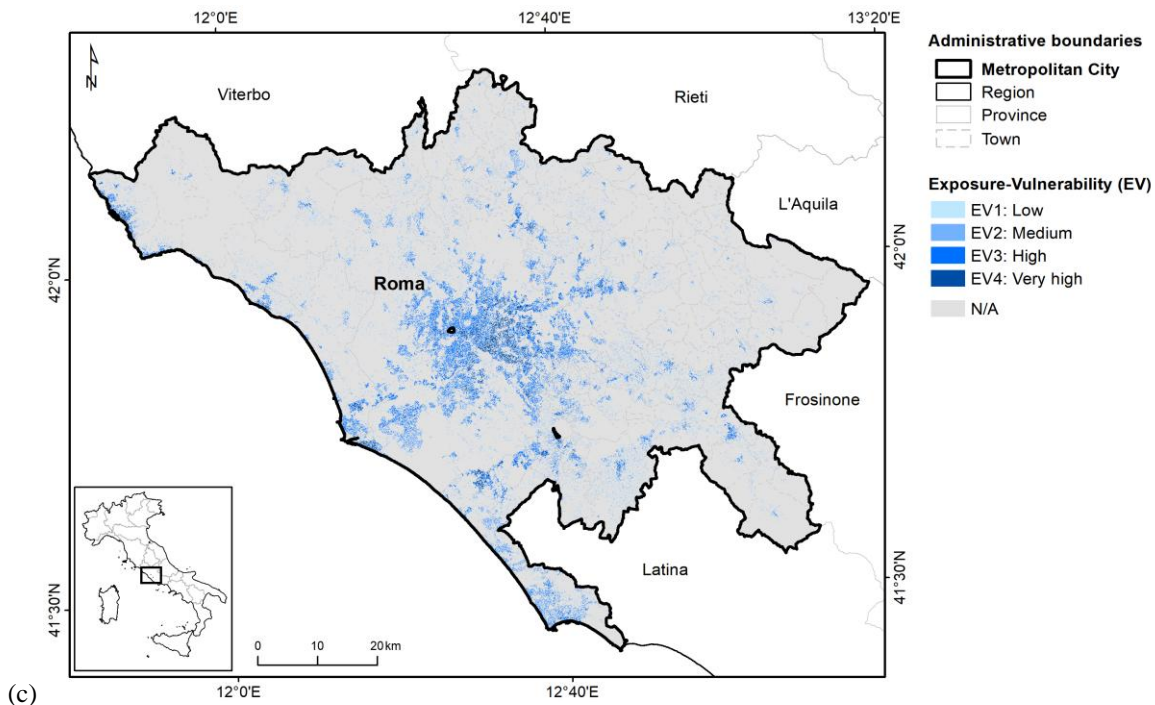 12°0'E
12°40'E
13°20'E
N
Viterbo
Rieti
L'Aquila
Roma
Frosinone
Latina
42°0'N
42°0'N
41°30'N
41°30'N
0 10 20 km
12°0'E
12°40'E
(c)
Administrative boundaries
Metropolitan City
Region
Province
Town
Exposure-Vulnerability (EV)
EV1: Low
EV2: Medium
EV3: High
EV4: Very high
N/A